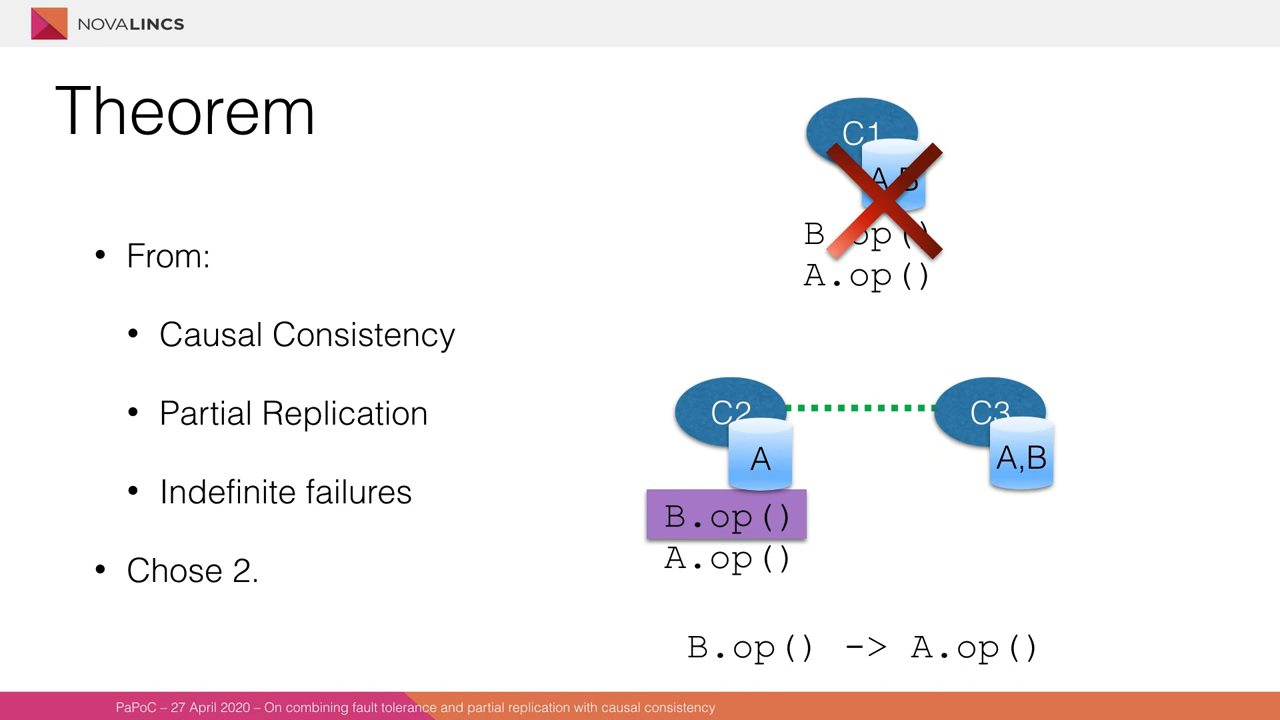 NOVALINCS
Theorem
• From:
• Causal Consistency
• Partial Replication
• Indefinite failures
• Chose 2.
C1
A,B
B.op()
A.op()
C2
A
B.op()
A.op()
C3
A,B
B.op() -> A.op()
PaPoC – 27 April 2020 – On combining fault tolerance and partial replication with causal consistency